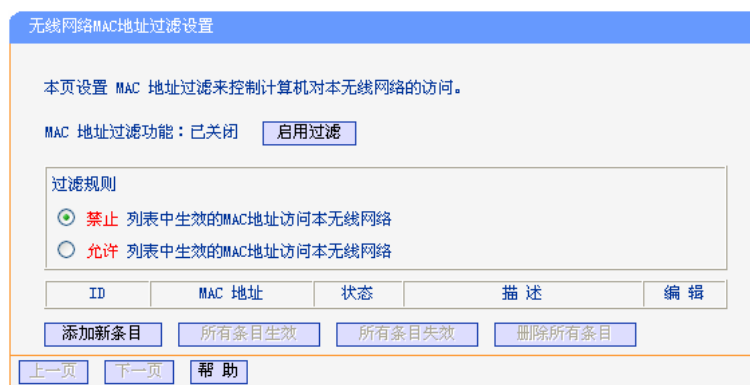 无线网络MAC地址过滤设置
本页设置 MAC 地址过滤来控制计算机对本无线网络的访问。
MAC 地址过滤功能：已关闭 启用过滤
过滤规则
禁止 列表中生效的MAC地址访问本无线网络
允许 列表中生效的MAC地址访问本无线网络
ID MAC 地址 状态 描 述 编 辑
添加新条目 所有条目生效 所有条目失效 删除所有条目
上一页 下一页 帮 助